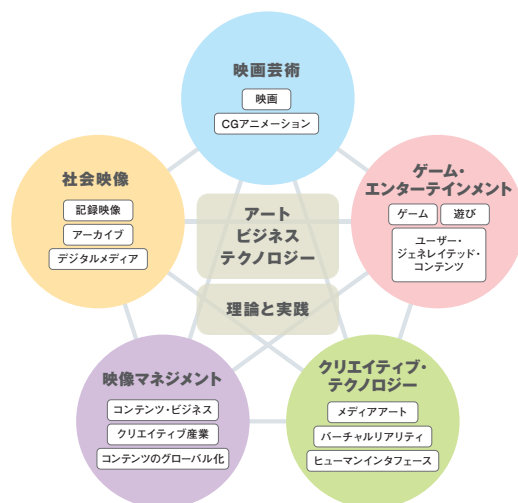 映画芸術
映画
CGアニメーション
社会映像
記録映像
アーカイブ
デジタルメディア
ゲーム・
エンターテインメント
ゲーム 遊び
ユーザー・
ジェネレイテッド・
コンテンツ
アート
ビジネス
テクノロジー
理論と実践
映像マネジメント
コンテンツ・ビジネス
クリエイティブ産業
コンテンツのグローバル化
クリエイティブ・
テクノロジー
メディアアート
バーチャルリアリティ
ヒューマンインタフェース